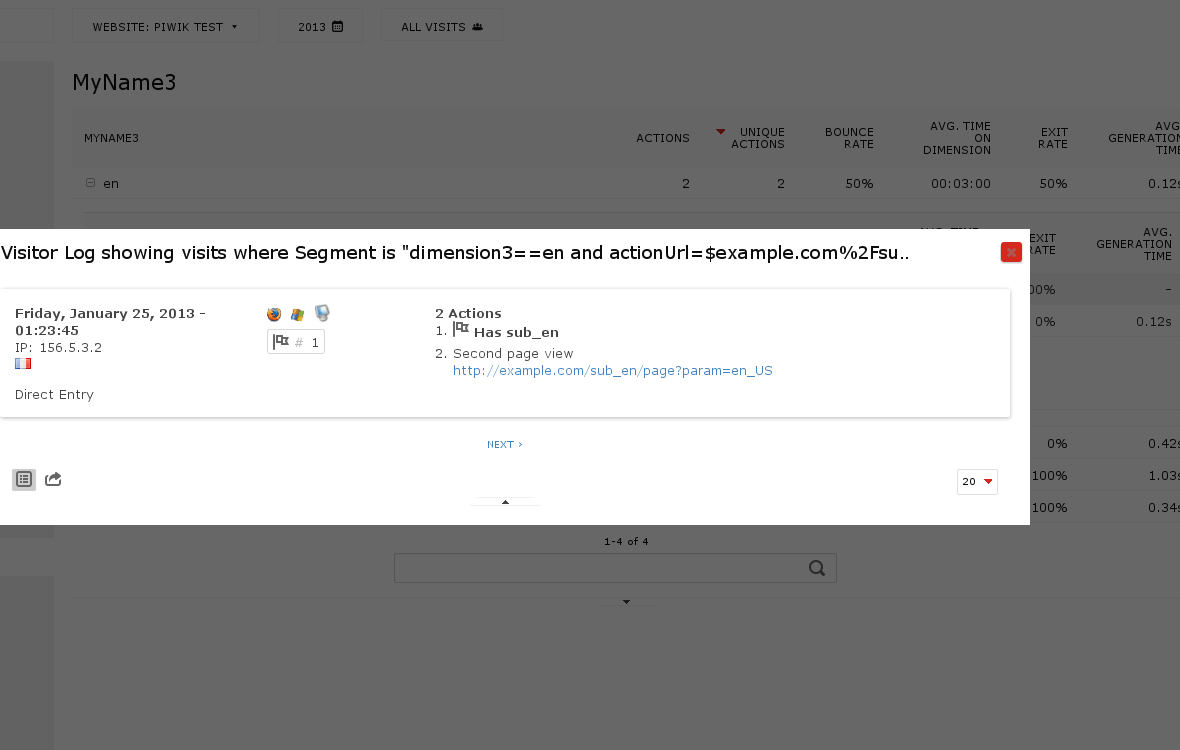 WEBSITE: PIWIK TEST
2013
ALL VISITS
MyName3
MYNAME3
ACTIONS
UNIQUE
ACTIONS
BOUNCE
RATE
AVG. TIME
ON
DIMENSION
EXIT
RATE
AVG
GENERATION
TIME
en
2
2
50%
00:03:00
50%
0.12s
EXIT
RATE
AVG.
GENERATION
TIME
-
0%
0.12s
Visitor Log showing visits where Segment is "dimension3==en and actionUrl=$example.com%2Fsu..
Friday, January 25, 2013 -
01:23:45
IP: 156.5.3.2
Direct Entry
# 1
2 Actions
1. Has sub_en
2. Second page view
http://example.com/sub_en/page?param=en_US
NEXT ›
20
0%
0.42s
100%
1.03s
100%
0.34s
1-4 of 4